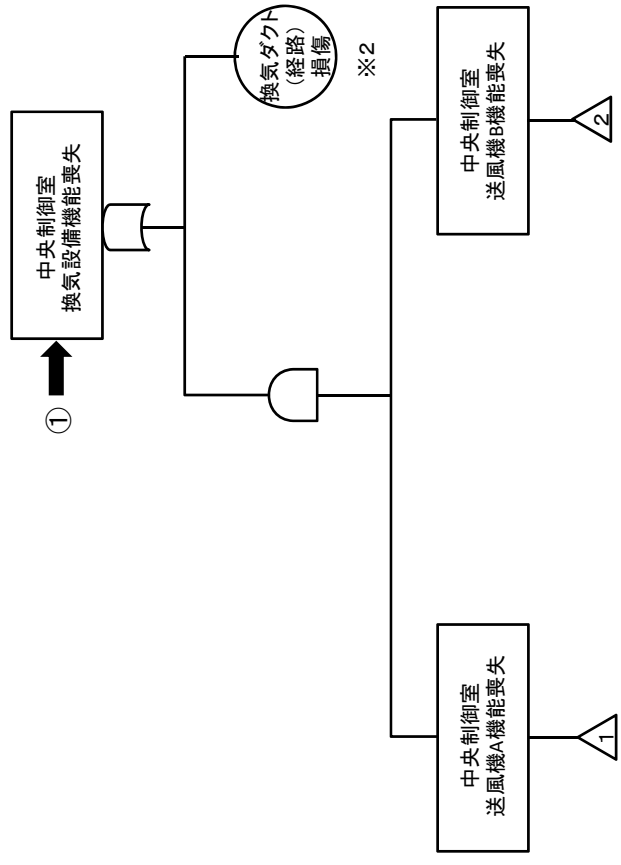 ①
中央制御室
換気設備機能喪失
換気ダクト
(経路)
損傷
※2
中央制御室
送風機A機能喪失
中央制御室
送風機B機能喪失
1
2